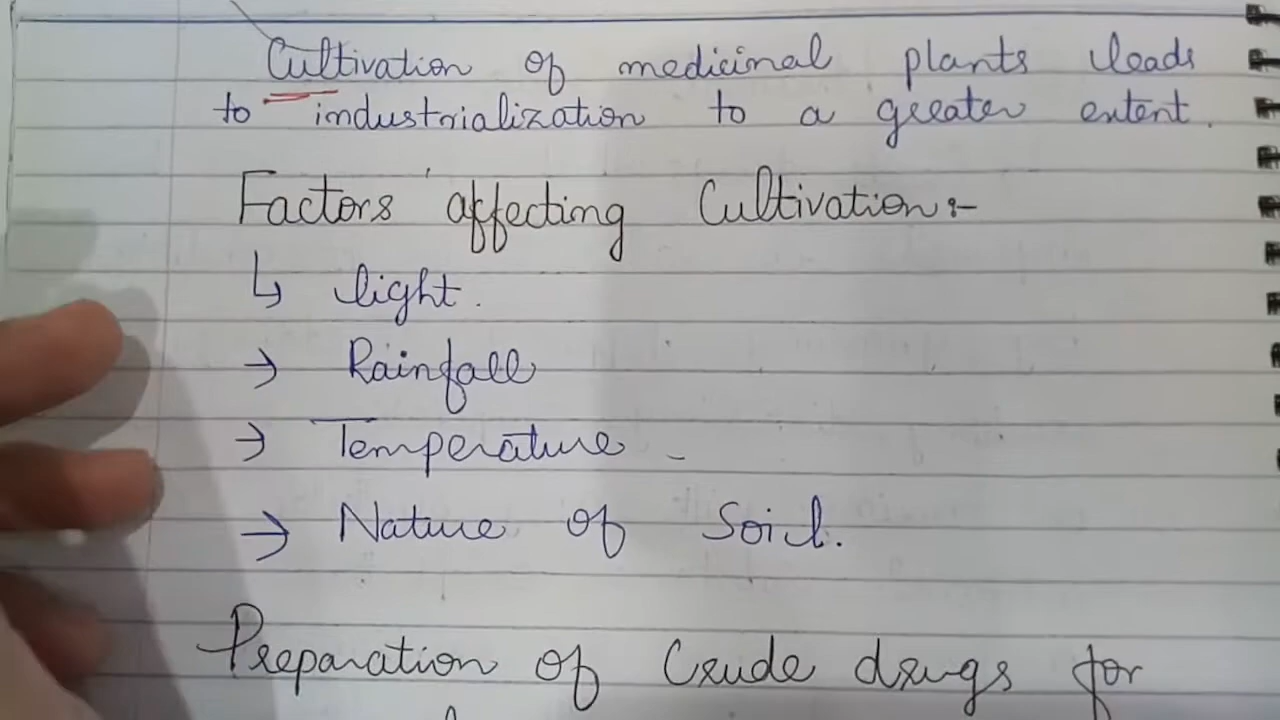 Cultivation of medicinal plants leads
to industrialization to a greater extent.
Factors affecting Cultivation:-
↳ light.
→ Rainfall
→ Temperature -
→ Nature of Soil.
Preparation of Crude drugs for